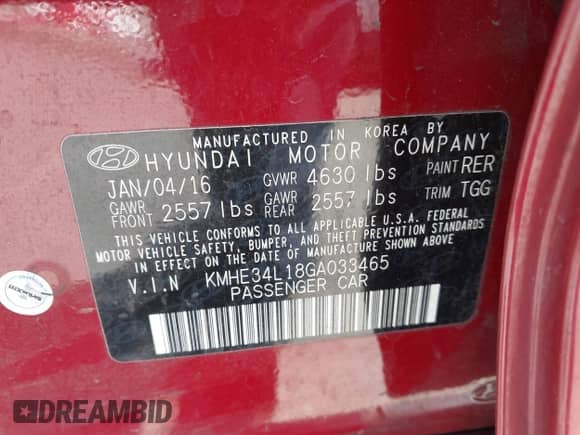 MANUFACTURED IN KOREA BY
HYUNDAI MOTOR COMPANY
JAN/04/16 GVWR 4630 lbs PAINT RER
GAWR FRONT 2557 lbs GAWR REAR 2557 lbs TRIM TGG
THIS VEHICLE CONFORMS TO ALL APPLICABLE U.S.A. FEDERAL
MOTOR VEHICLE SAFETY, BUMPER, AND THEFT PREVENTION STANDARDS
IN EFFECT ON THE DATE OF MANUFACTURE SHOWN ABOVE.
V.I.N KMHE34L18GA033465
PASSENGER CAR
DREAMBID